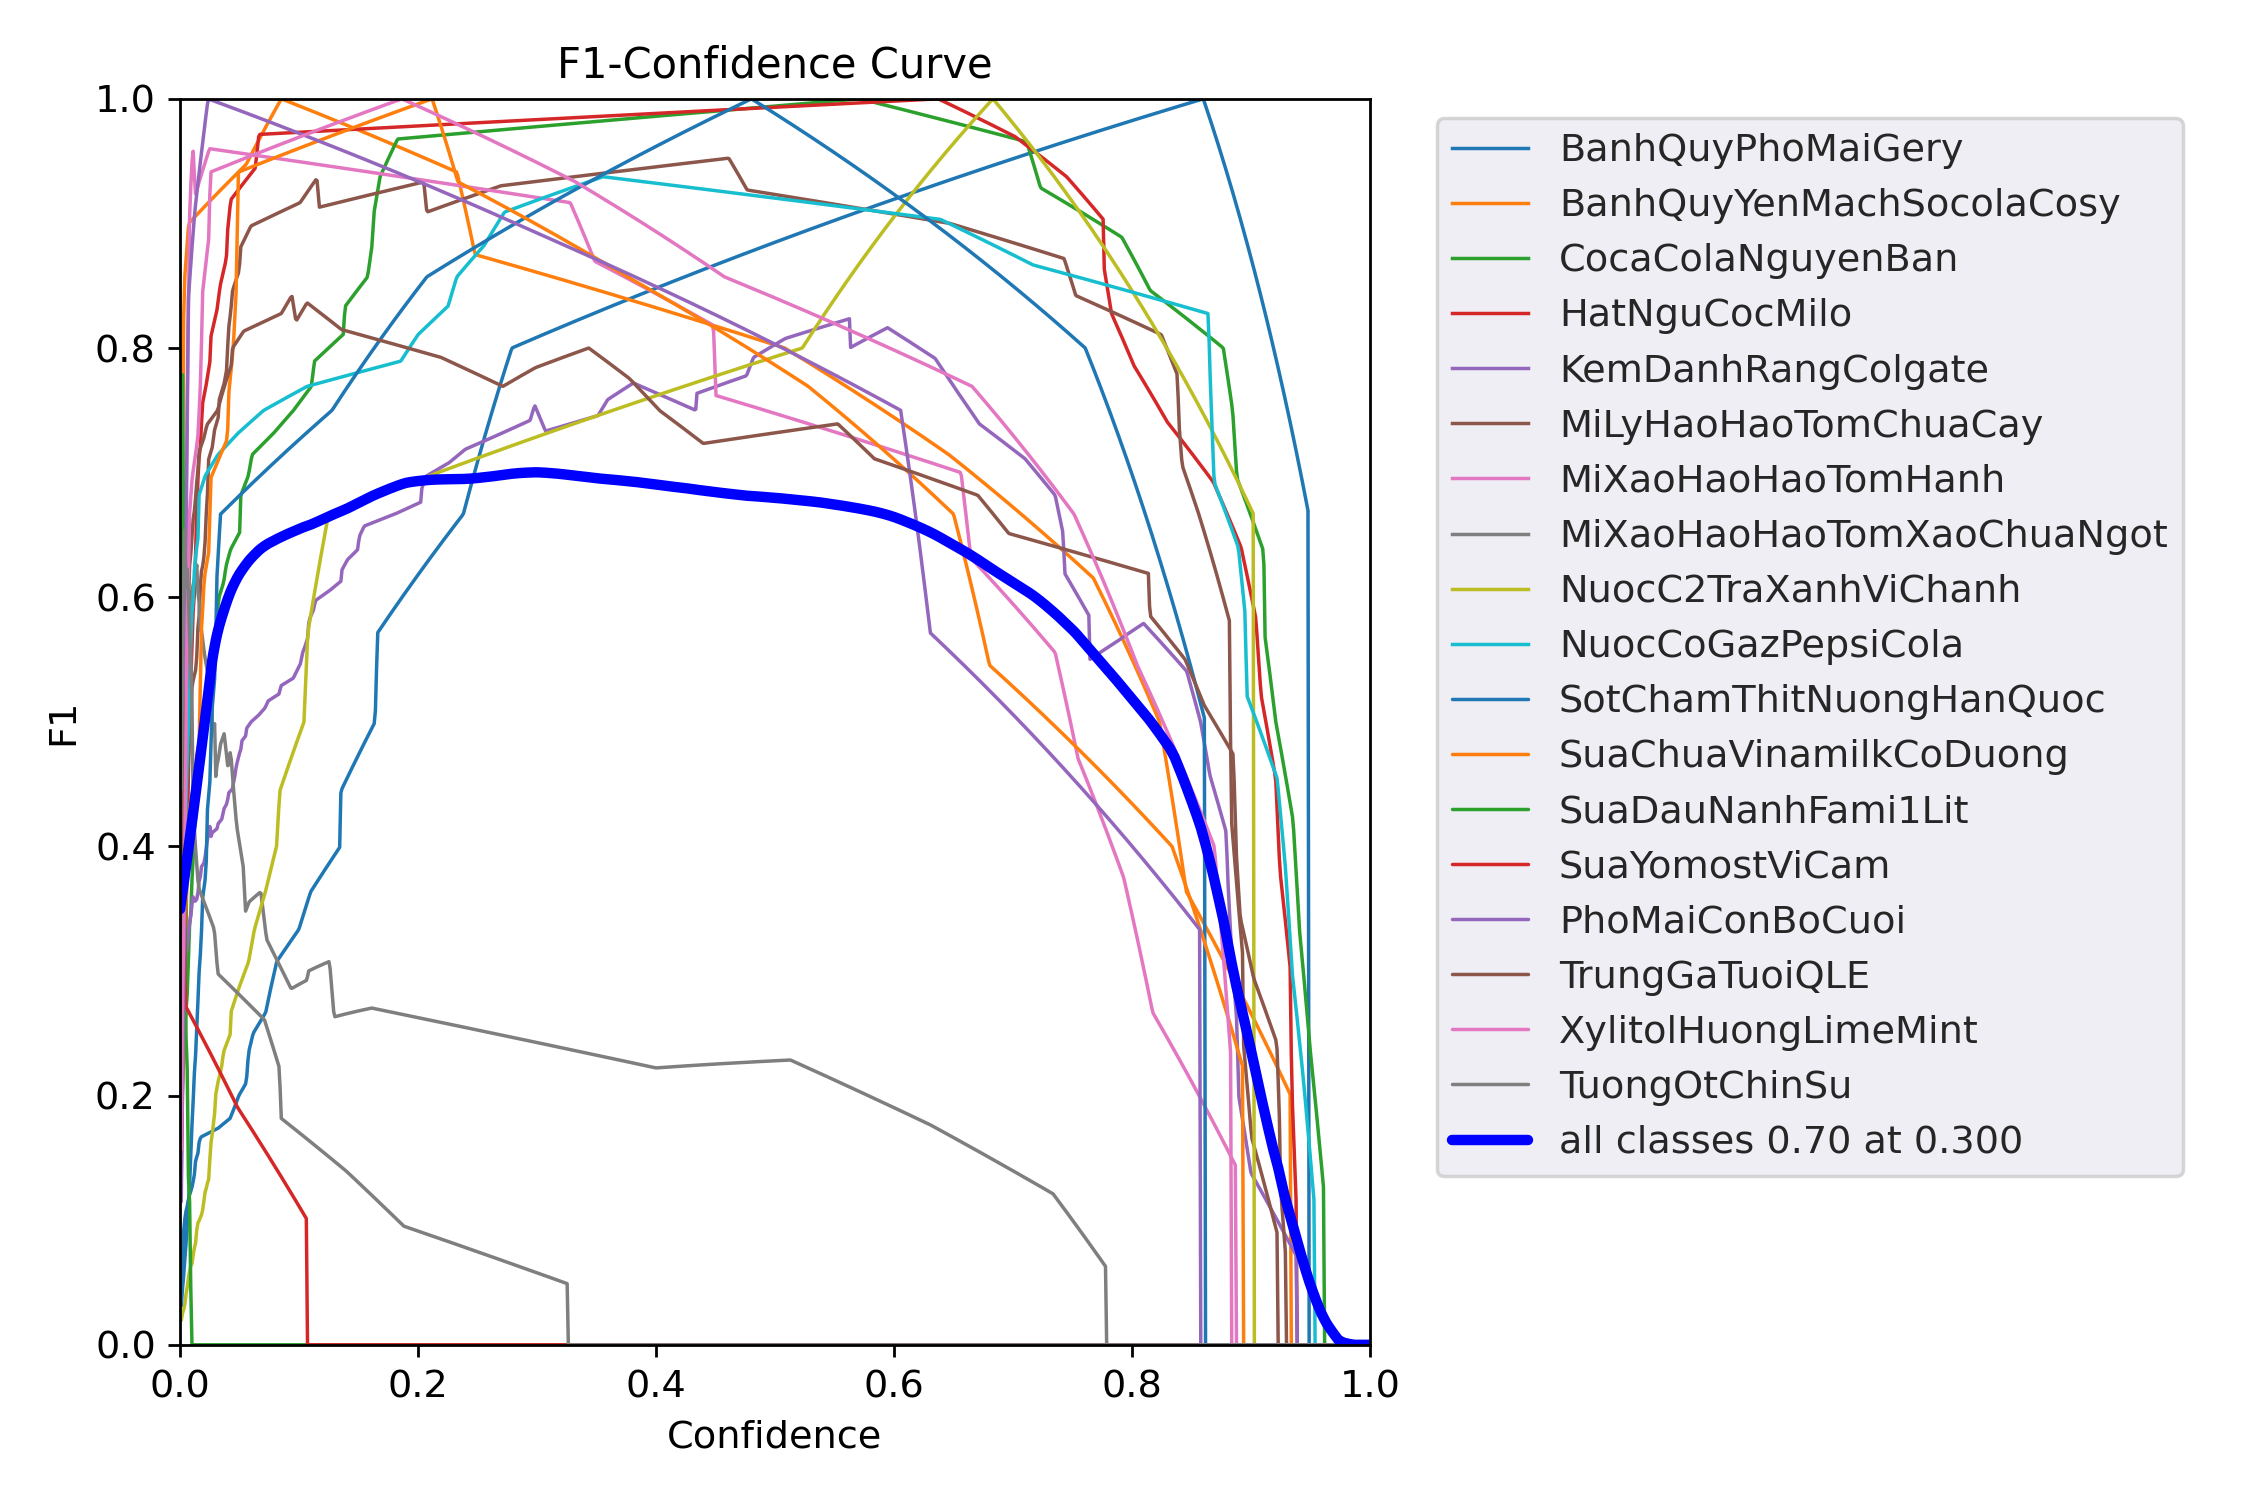 F1-Confidence Curve
1.0
0.8
0.6
0.4
0.2
0.0
F1
0.0 0.2 0.4 0.6 0.8 1.0
Confidence
BanhQuyPhoMaiGery
BanhQuyYenMachSocolaCosy
CocaColaNguyenBan
HatNguCocMilo
KemDanhRangColgate
MiLyHaoHaoTomChuaCay
MiXaoHaoHaoTomHanh
MiXaoHaoHaoTomXaoChuaNgot
NuocC2TraXanhViChanh
NuocCoGazPepsiCola
SotChamThitNuongHanQuoc
SuaChuaVinamilkCoDuong
SuaDauNanhFami1Lit
SuaYomostViCam
PhoMaiConBoCuoi
TrungGaTuoiQLE
XylitolHuongLimeMint
TuongOtChinSu
all classes 0.70 at 0.300